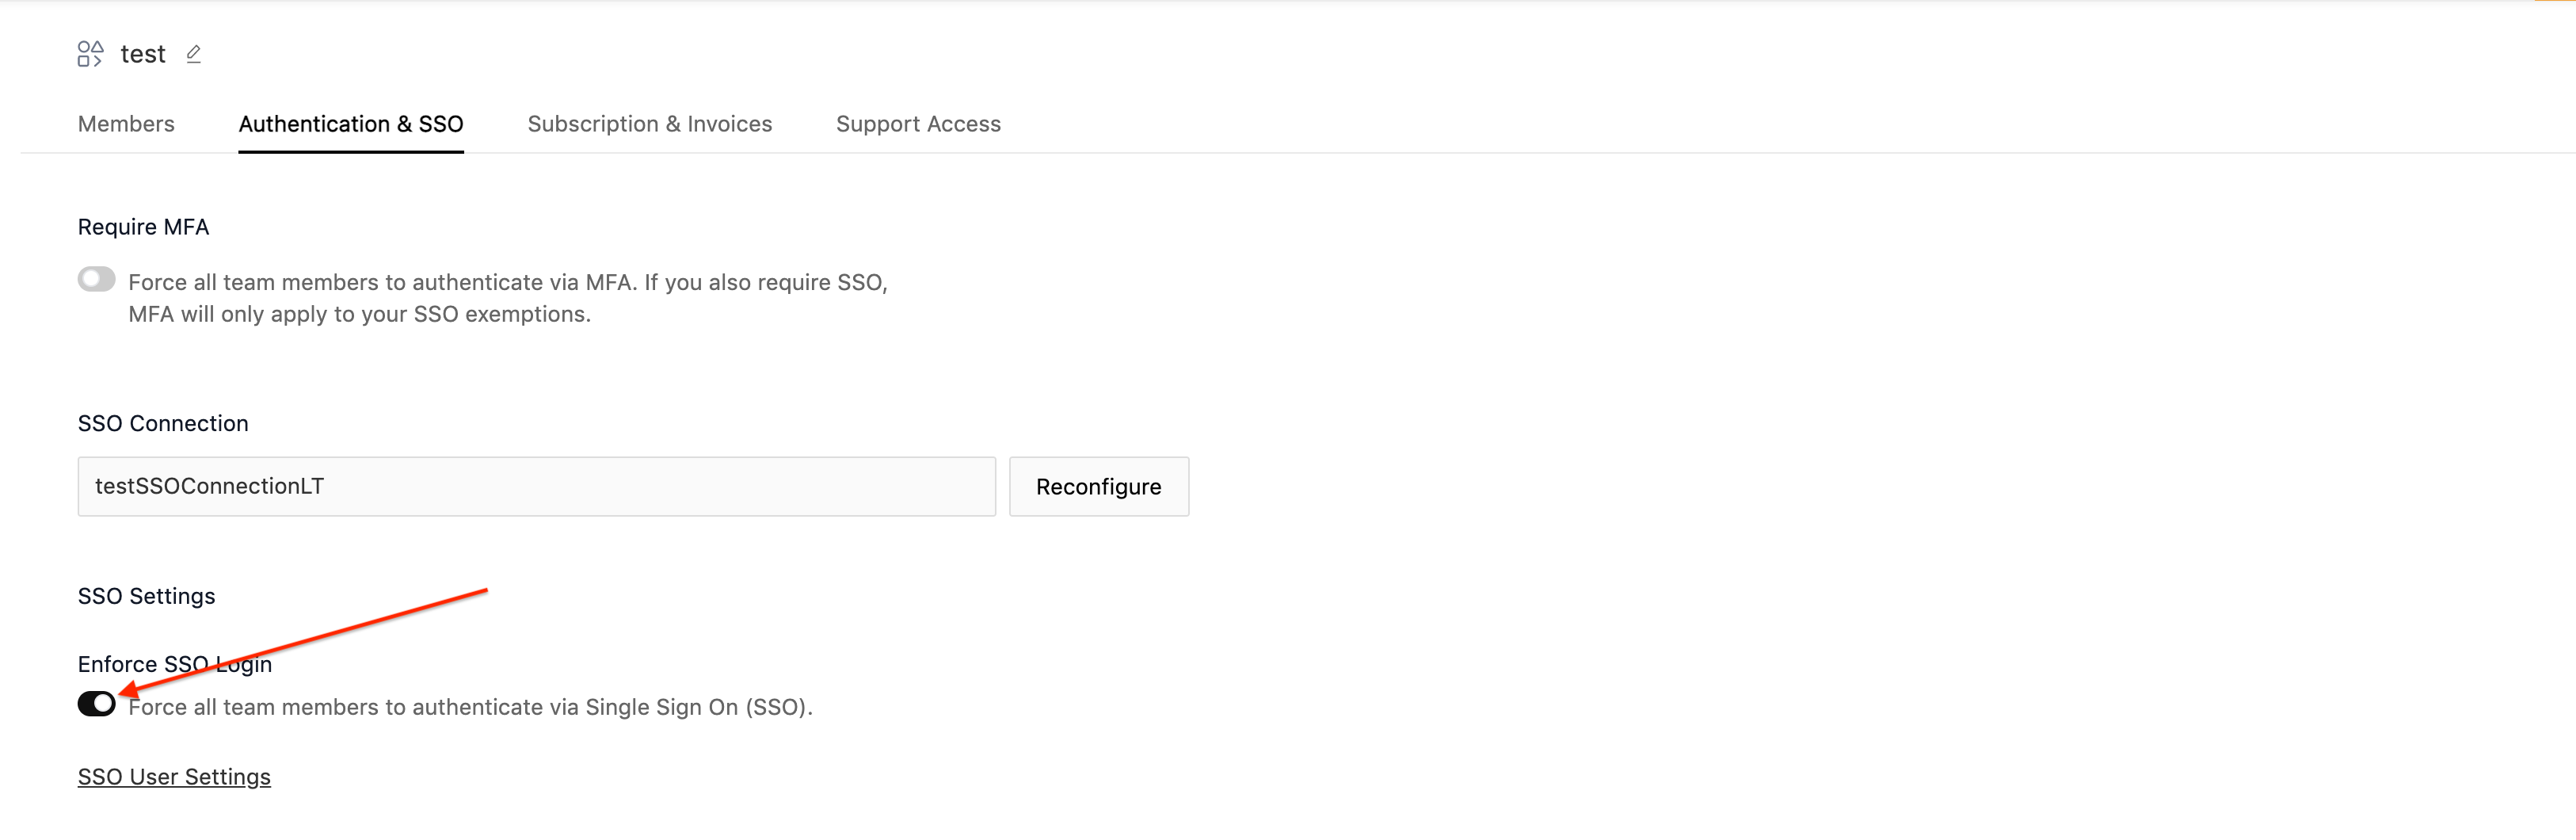 test
Members Authentication & SSO Subscription & Invoices Support Access
Require MFA
Force all team members to authenticate via MFA. If you also require SSO,
MFA will only apply to your SSO exemptions.
SSO Connection
testSSOConnectionLT Reconfigure
SSO Settings
Enforce SSO Login
Force all team members to authenticate via Single Sign On (SSO).
SSO User Settings